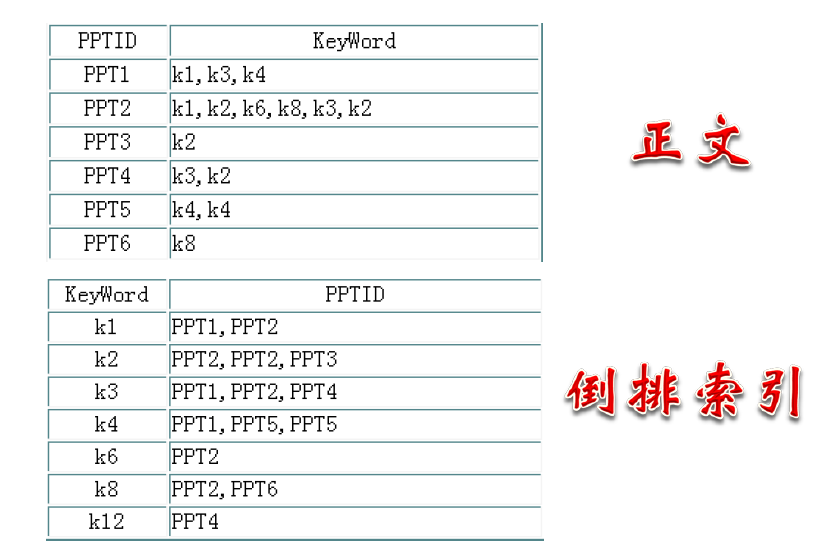 PPTID KeyWord
PPT1 k1,k3,k4
PPT2 k1,k2,k6,k8,k3,k2
PPT3 k2
PPT4 k3,k2
PPT5 k4,k4
PPT6 k8
正文
KeyWord PPTID
k1 PPT1,PPT2
k2 PPT2,PPT2,PPT3
k3 PPT1,PPT2,PPT4
k4 PPT1,PPT5,PPT5
k6 PPT2
k8 PPT2,PPT6
k12 PPT4
倒排索引